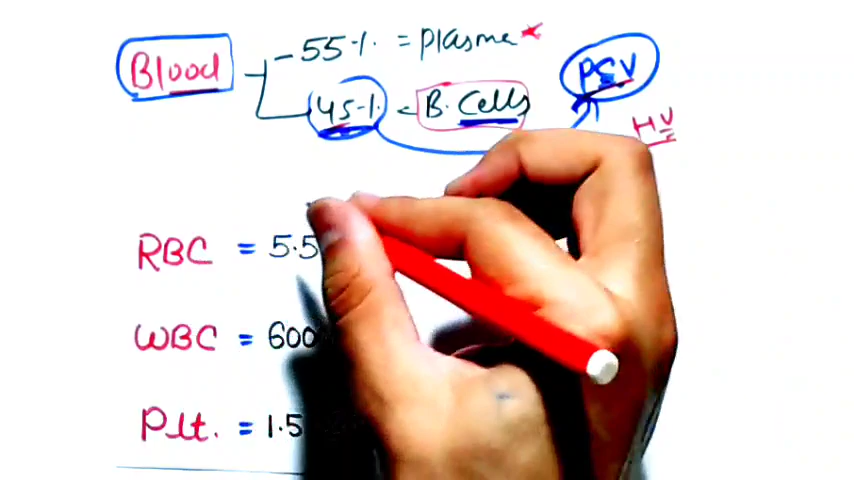 Blood - 55·/· = Plasma
45·/· = B. Cells
PCV
HV
RBC = 5.5
WBC = 600
Plt. = 1.5